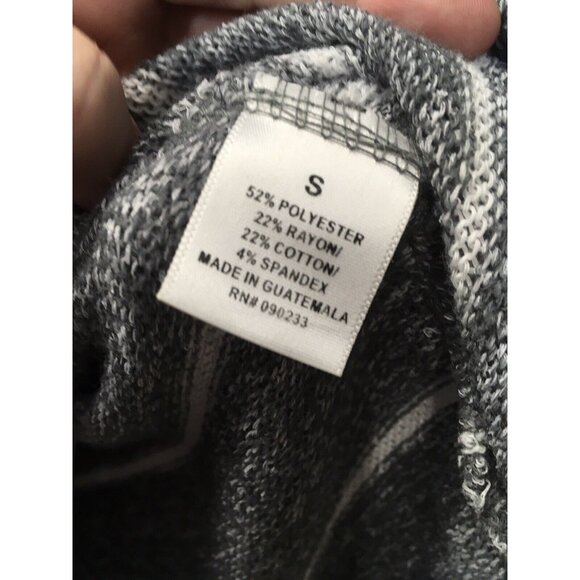 S
52% POLYESTER
22% RAYON/
22% COTTON/
4% SPANDEX
MADE IN GUATEMALA
RN# 090233